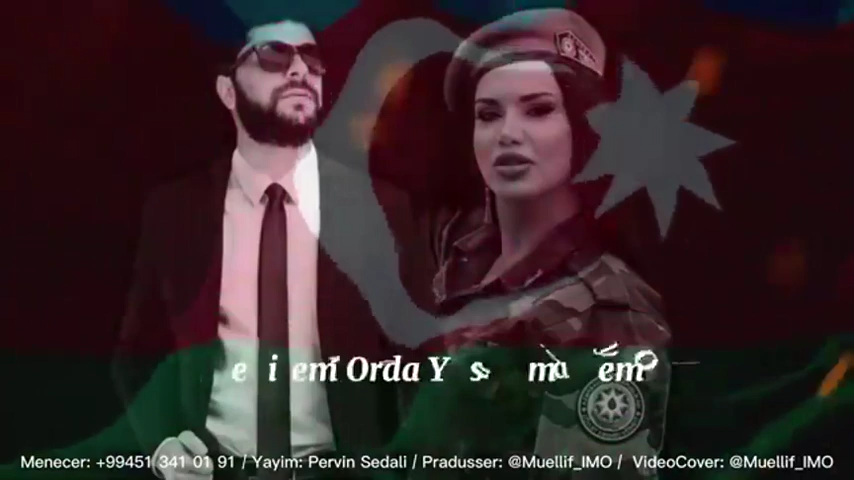 Orda
Menecer: +99451 341 01 91 / Yayim: Pervin Sedali / Pradusser: @Muellif_IMO / VideoCover: @Muellif_IMO